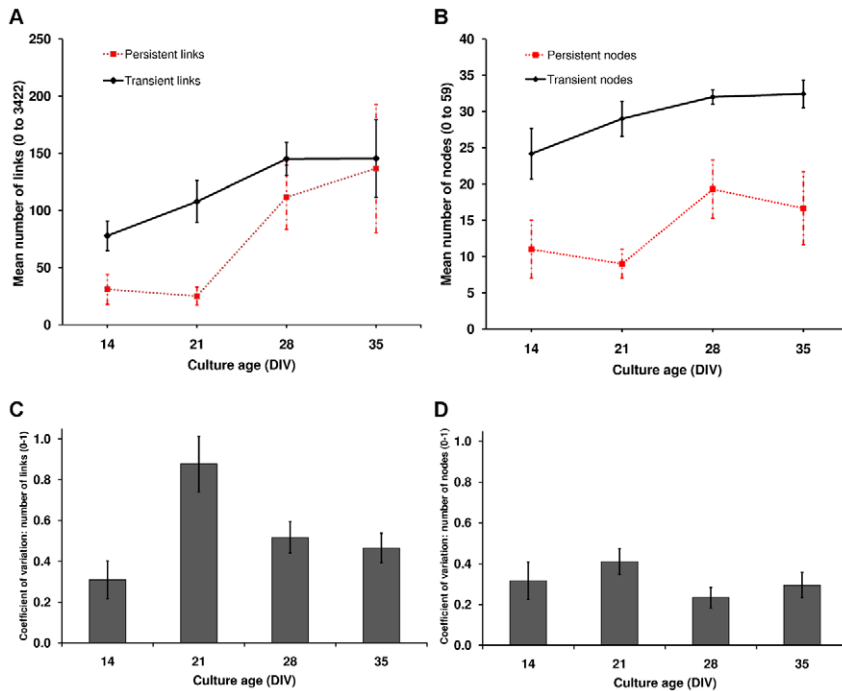 A
Mean number of links (0 to 3422)
250
200
150
100
50
0
Persistent links
Transient links
14 21 28 35
Culture age (DIV)
B
Mean number of nodes (0 to 59)
40
35
30
25
20
15
10
5
0
Persistent nodes
Transient nodes
14 21 28 35
Culture age (DIV)
C
Coefficient of variation: number of links (0-1)
1.0
0.8
0.6
0.4
0.2
0.0
14 21 28 35
Culture age (DIV)
D
Coefficient of variation: number of nodes (0-1)
1.0
0.8
0.6
0.4
0.2
0.0
14 21 28 35
Culture age (DIV)